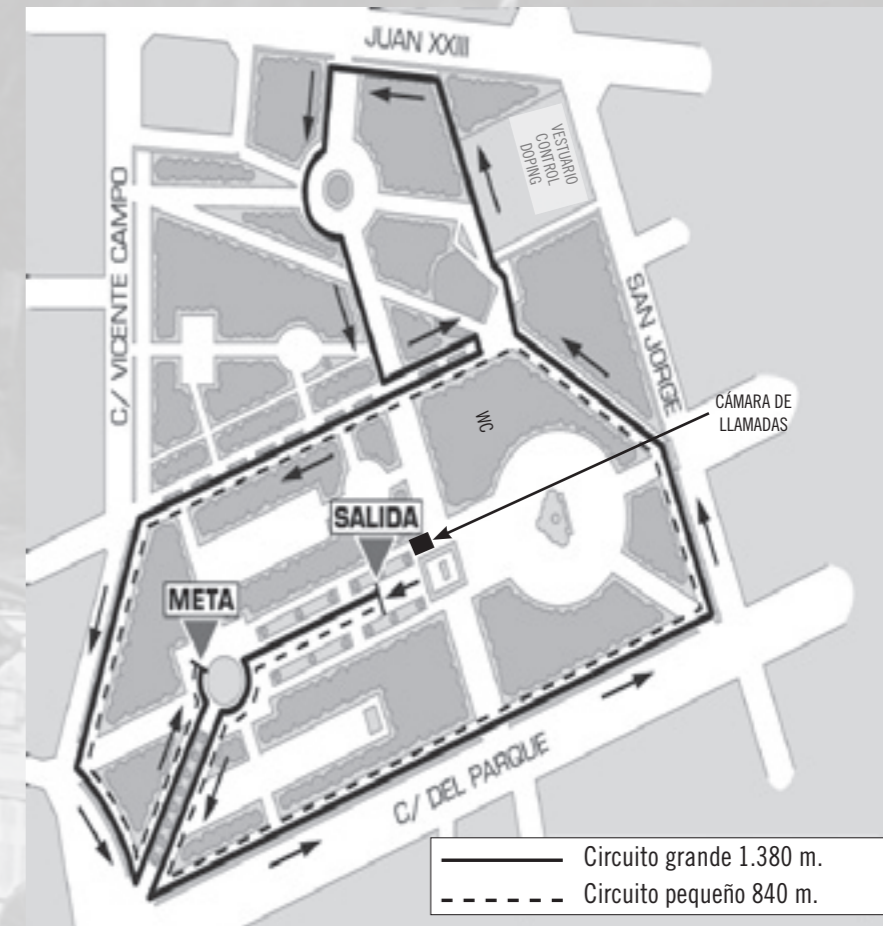 JUAN XXIII
VESTUARIO
CONTROL
DOPING
C/ VICENTE CAMPO
SAN JORGE
CÁMARA DE
LLAMADAS
WC
SALIDA
META
C/ DEL PARQUE
Circuito grande 1.380 m.
Circuito pequeño 840 m.